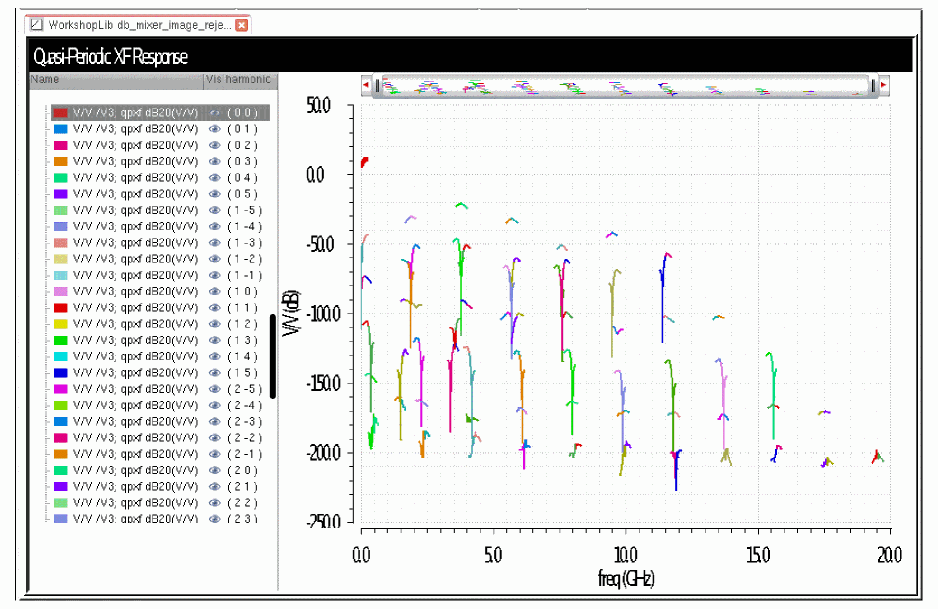 WorkshopLib db_mixer_image_reje...
Quasi-Periodic XF Response
Name Vis harmonic
V/V /V3; qpxf dB20(V/V) ( 0 0 )
V/V /V3; qpxf dB20(V/V) ( 0 1 )
V/V /V3; qpxf dB20(V/V) ( 0 2 )
V/V /V3; qpxf dB20(V/V) ( 0 3 )
V/V /V3; qpxf dB20(V/V) ( 0 4 )
V/V /V3; qpxf dB20(V/V) ( 0 5 )
V/V /V3; qpxf dB20(V/V) ( 1 -5 )
V/V /V3; qpxf dB20(V/V) ( 1 -4 )
V/V /V3; qpxf dB20(V/V) ( 1 -3 )
V/V /V3; qpxf dB20(V/V) ( 1 -2 )
V/V /V3; qpxf dB20(V/V) ( 1 -1 )
V/V /V3; qpxf dB20(V/V) ( 1 0 )
V/V /V3; qpxf dB20(V/V) ( 1 1 )
V/V /V3; qpxf dB20(V/V) ( 1 2 )
V/V /V3; qpxf dB20(V/V) ( 1 3 )
V/V /V3; qpxf dB20(V/V) ( 1 4 )
V/V /V3; qpxf dB20(V/V) ( 1 5 )
V/V /V3; qpxf dB20(V/V) ( 2 -5 )
V/V /V3; qpxf dB20(V/V) ( 2 -4 )
V/V /V3; qpxf dB20(V/V) ( 2 -3 )
V/V /V3; qpxf dB20(V/V) ( 2 -2 )
V/V /V3; qpxf dB20(V/V) ( 2 -1 )
V/V /V3; qpxf dB20(V/V) ( 2 0 )
V/V /V3; qpxf dB20(V/V) ( 2 1 )
V/V /V3; qpxf dB20(V/V) ( 2 2 )
V/V /V3; qpxf dB20(V/V) ( 2 3 )
V/V (dB)
50.0
0.0
-50.0
-100.0
-150.0
-200.0
-250.0
0.0 5.0 10.0 15.0 20.0
freq (GHz)